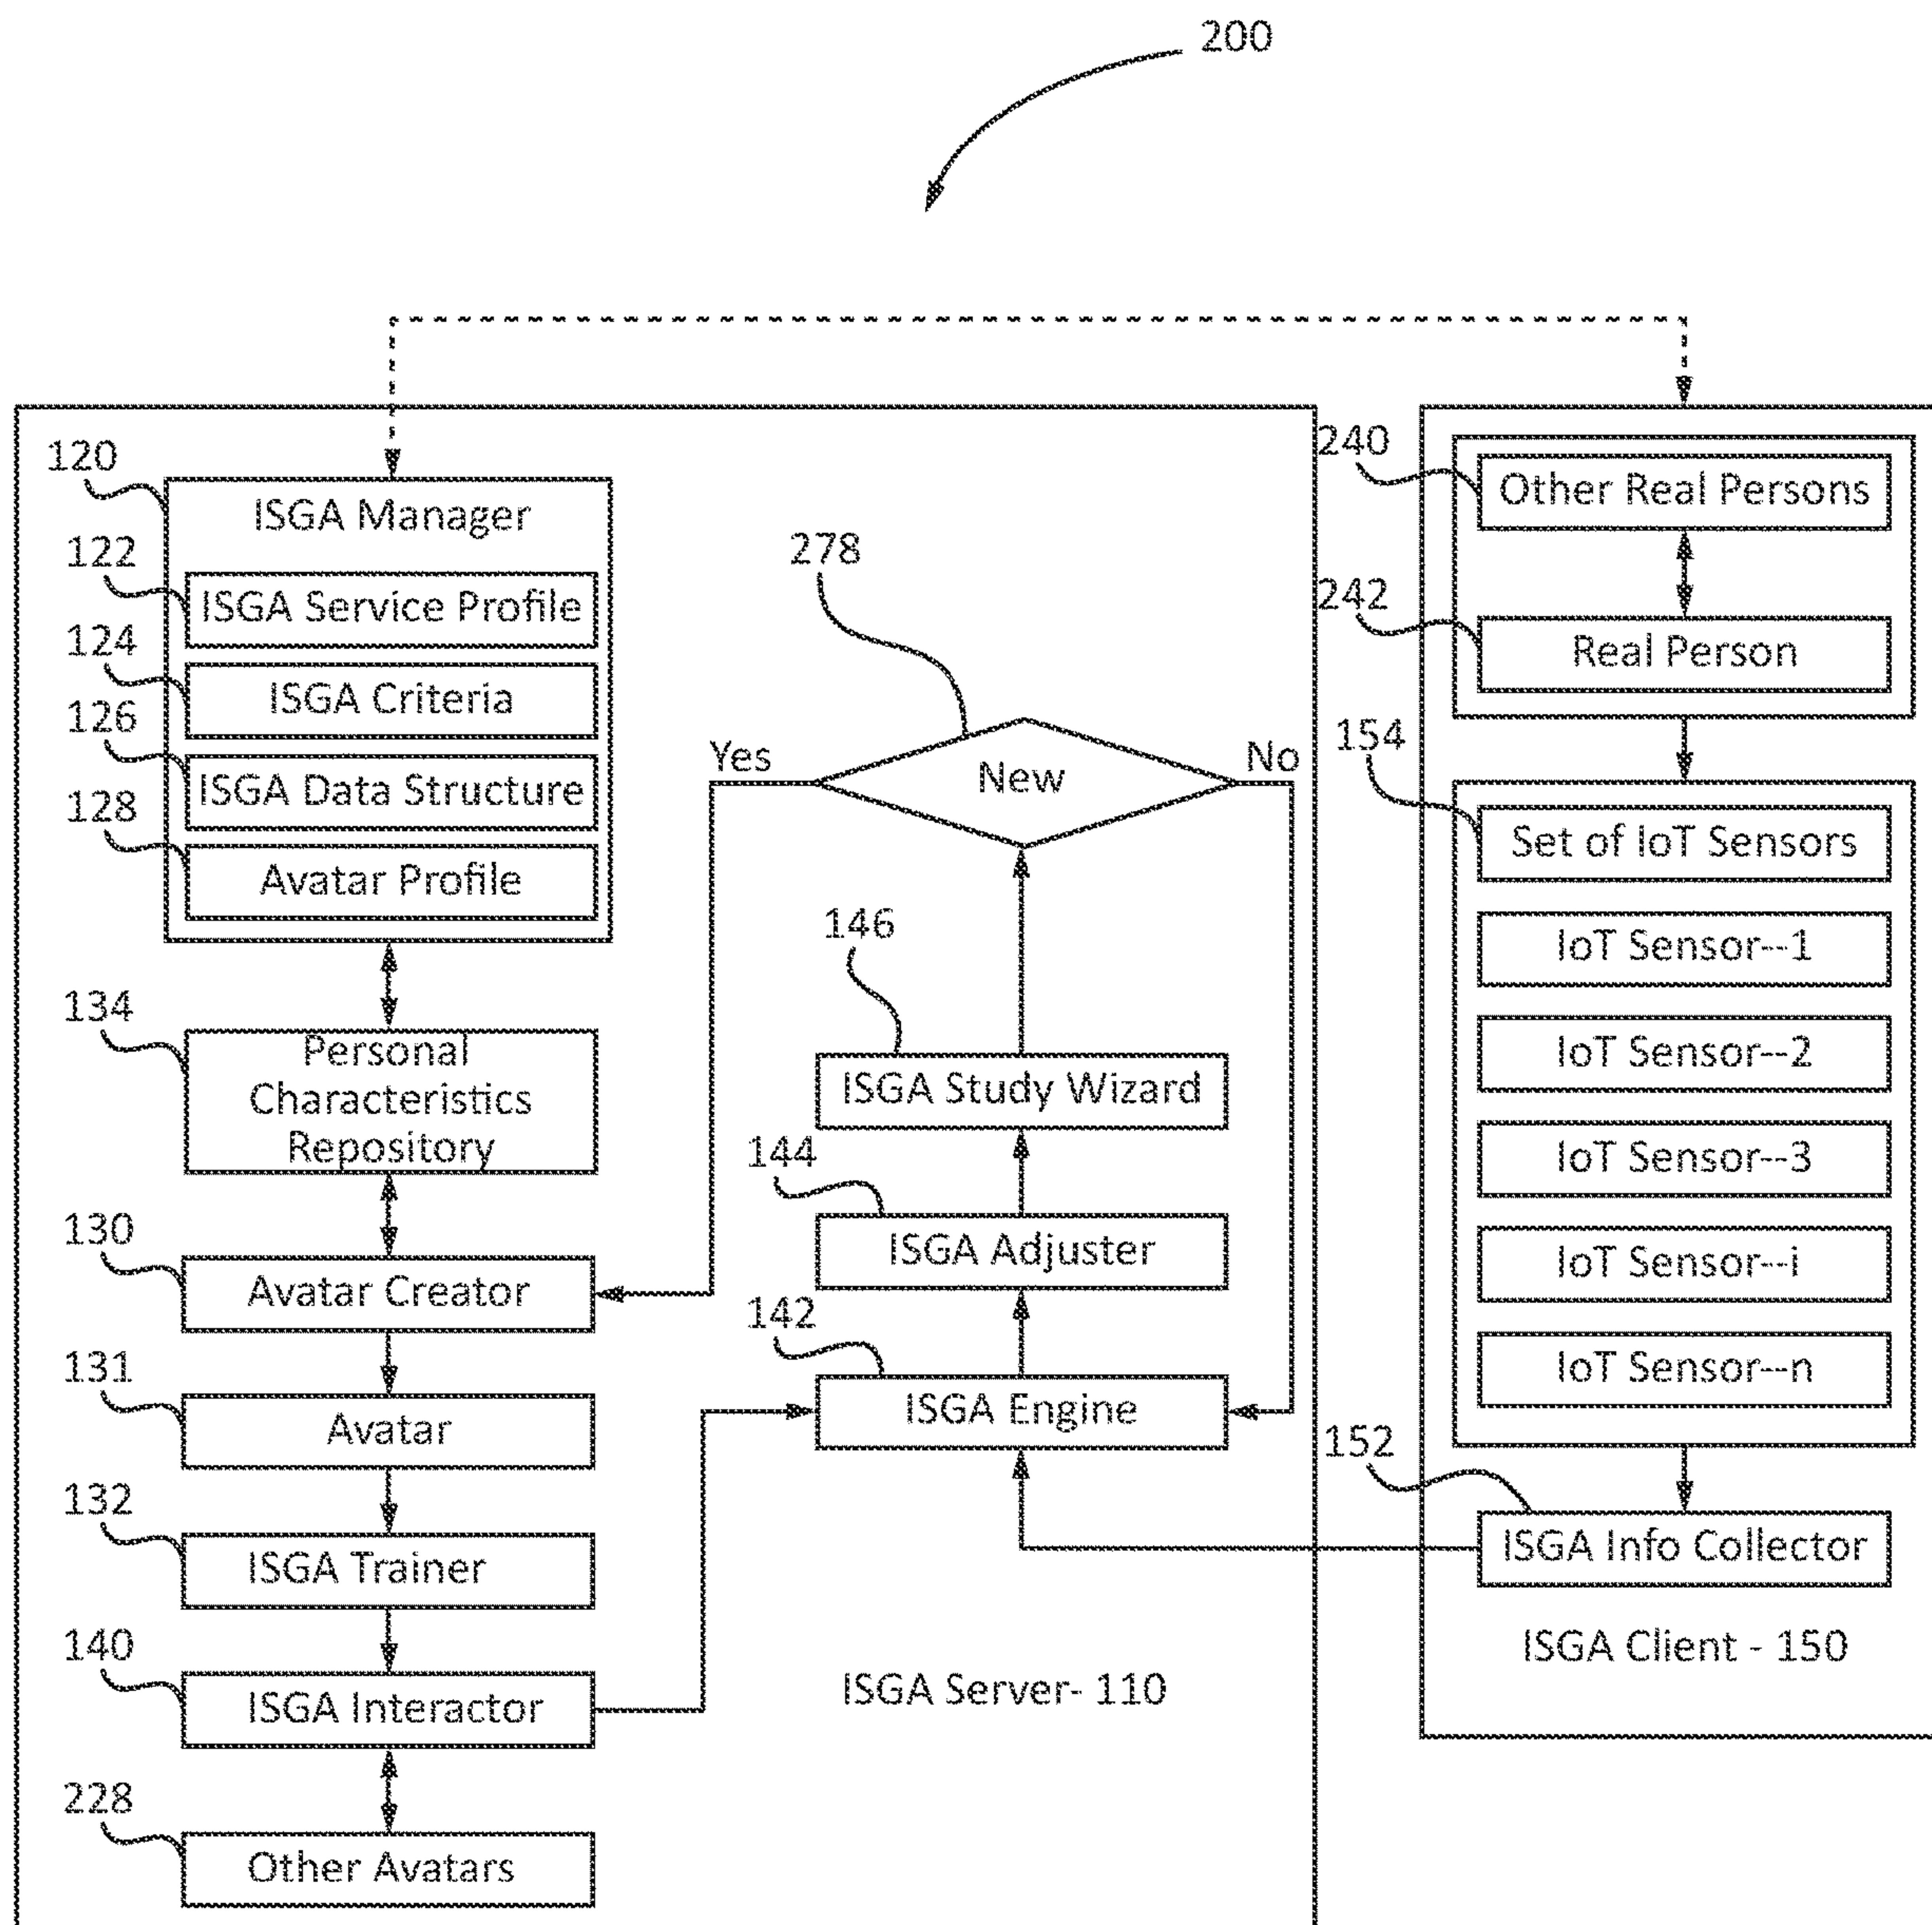 200
120
ISGA Manager
122
ISGA Service Profile
124
ISGA Criteria
126
ISGA Data Structure
128
Avatar Profile
134
Personal
Characteristics
Repository
130
Avatar Creator
131
Avatar
132
ISGA Trainer
140
ISGA Interactor
228
Other Avatars
278
Yes
New
No
146
ISGA Study Wizard
144
ISGA Adjuster
142
ISGA Engine
ISGA Server- 110
240
Other Real Persons
242
Real Person
154
Set of IoT Sensors
IoT Sensor--1
IoT Sensor--2
IoT Sensor--3
IoT Sensor--i
IoT Sensor--n
152
ISGA Info Collector
ISGA Client - 150